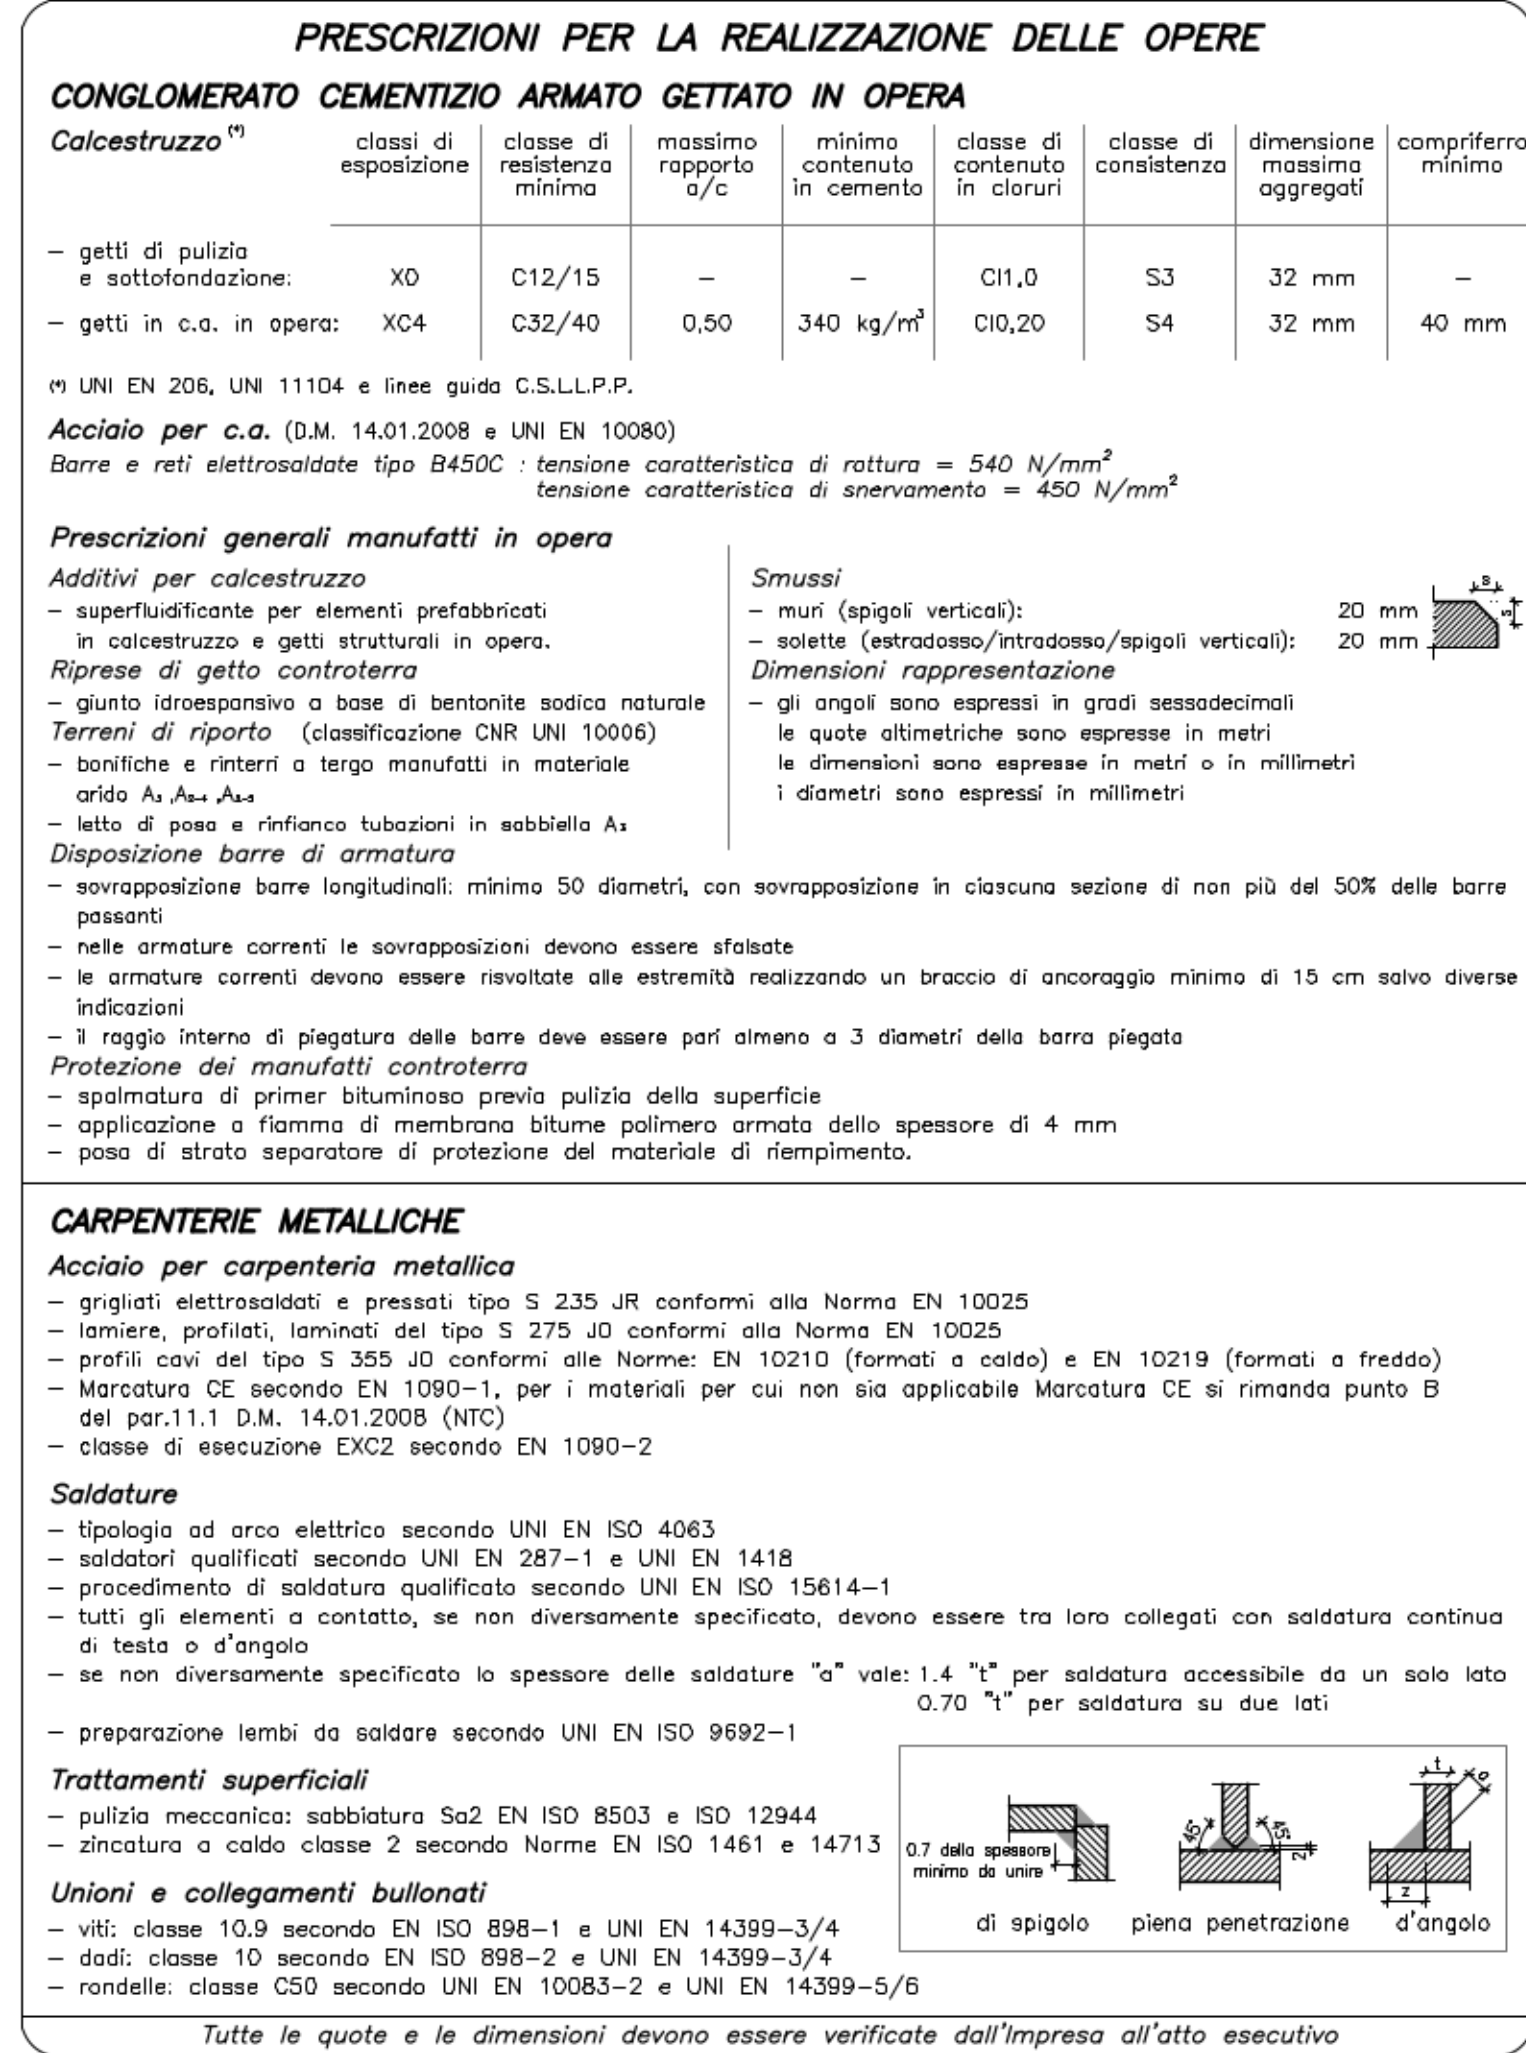 PRESCRIZIONI PER LA REALIZZAZIONE DELLE OPERE
CONGLOMERATO CEMENTIZIO ARMATO GETTATO IN OPERA
Calcestruzzo (*) classi di esposizione classe di resistenza minima massimo rapporto a/c minimo contenuto in cemento classe di contenuto in cloruri classe di consistenza dimensione massima aggregati compriferro minimo
– getti di pulizia
e sottofondazione: X0 C12/15 – – Cl1,0 S3 32 mm –
– getti in c.a. in opera: XC4 C32/40 0,50 340 kg/m³ Cl0,20 S4 32 mm 40 mm
(*) UNI EN 206, UNI 11104 e linee guida C.S.L.L.P.P.
Acciaio per c.a. (D.M. 14.01.2008 e UNI EN 10080)
Barre e reti elettrosaldate tipo B450C : tensione caratteristica di rottura = 540 N/mm²
tensione caratteristica di snervamento = 450 N/mm²
Prescrizioni generali manufatti in opera
Additivi per calcestruzzo
– superfluidificante per elementi prefabbricati
in calcestruzzo e getti strutturali in opera.
Riprese di getto controterra
– giunto idroespansivo a base di bentonite sodica naturale
Terreni di riporto (classificazione CNR UNI 10006)
– bonifiche e rinterri a tergo manufatti in materiale
arido A₃ ,A₂₋₄ ,A₂₋₅
– letto di posa e rinfianco tubazioni in sabbiella A₃
Smussi
– muri (spigoli verticali): 20 mm
– solette (estradosso/intradosso/spigoli verticali): 20 mm
s
s
Dimensioni rappresentazione
– gli angoli sono espressi in gradi sessadecimali
le quote altimetriche sono espresse in metri
le dimensioni sono espresse in metri o in millimetri
i diametri sono espressi in millimetri
Disposizione barre di armatura
– sovrapposizione barre longitudinali: minimo 50 diametri, con sovrapposizione in ciascuna sezione di non più del 50% delle barre
passanti
– nelle armature correnti le sovrapposizioni devono essere sfalsate
– le armature correnti devono essere risvoltate alle estremità realizzando un braccio di ancoraggio minimo di 15 cm salvo diverse
indicazioni
– il raggio interno di piegatura delle barre deve essere pari almeno a 3 diametri della barra piegata
Protezione dei manufatti controterra
– spalmatura di primer bituminoso previa pulizia della superficie
– applicazione a fiamma di membrana bitume polimero armata dello spessore di 4 mm
– posa di strato separatore di protezione del materiale di riempimento.
CARPENTERIE METALLICHE
Acciaio per carpenteria metallica
– grigliati elettrosaldati e pressati tipo S 235 JR conformi alla Norma EN 10025
– lamiere, profilati, laminati del tipo S 275 J0 conformi alla Norma EN 10025
– profili cavi del tipo S 355 J0 conformi alle Norme: EN 10210 (formati a caldo) e EN 10219 (formati a freddo)
– Marcatura CE secondo EN 1090–1, per i materiali per cui non sia applicabile Marcatura CE si rimanda punto B
del par.11.1 D.M. 14.01.2008 (NTC)
– classe di esecuzione EXC2 secondo EN 1090–2
Saldature
– tipologia ad arco elettrico secondo UNI EN ISO 4063
– saldatori qualificati secondo UNI EN 287–1 e UNI EN 1418
– procedimento di saldatura qualificato secondo UNI EN ISO 15614–1
– tutti gli elementi a contatto, se non diversamente specificato, devono essere tra loro collegati con saldatura continua
di testa o d'angolo
– se non diversamente specificato lo spessore delle saldature "a" vale: 1.4 "t" per saldatura accessibile da un solo lato
0.70 "t" per saldatura su due lati
– preparazione lembi da saldare secondo UNI EN ISO 9692–1
Trattamenti superficiali
– pulizia meccanica: sabbiatura Sa2 EN ISO 8503 e ISO 12944
– zincatura a caldo classe 2 secondo Norme EN ISO 1461 e 14713
Unioni e collegamenti bullonati
– viti: classe 10.9 secondo EN ISO 898–1 e UNI EN 14399–3/4
– dadi: classe 10 secondo EN ISO 898–2 e UNI EN 14399–3/4
– rondelle: classe C50 secondo UNI EN 10083–2 e UNI EN 14399–5/6
0.7 della spessore
minimo da unire
di spigolo
45° 45° 2
piena penetrazione
t a
z
d'angolo
Tutte le quote e le dimensioni devono essere verificate dall'Impresa all'atto esecutivo